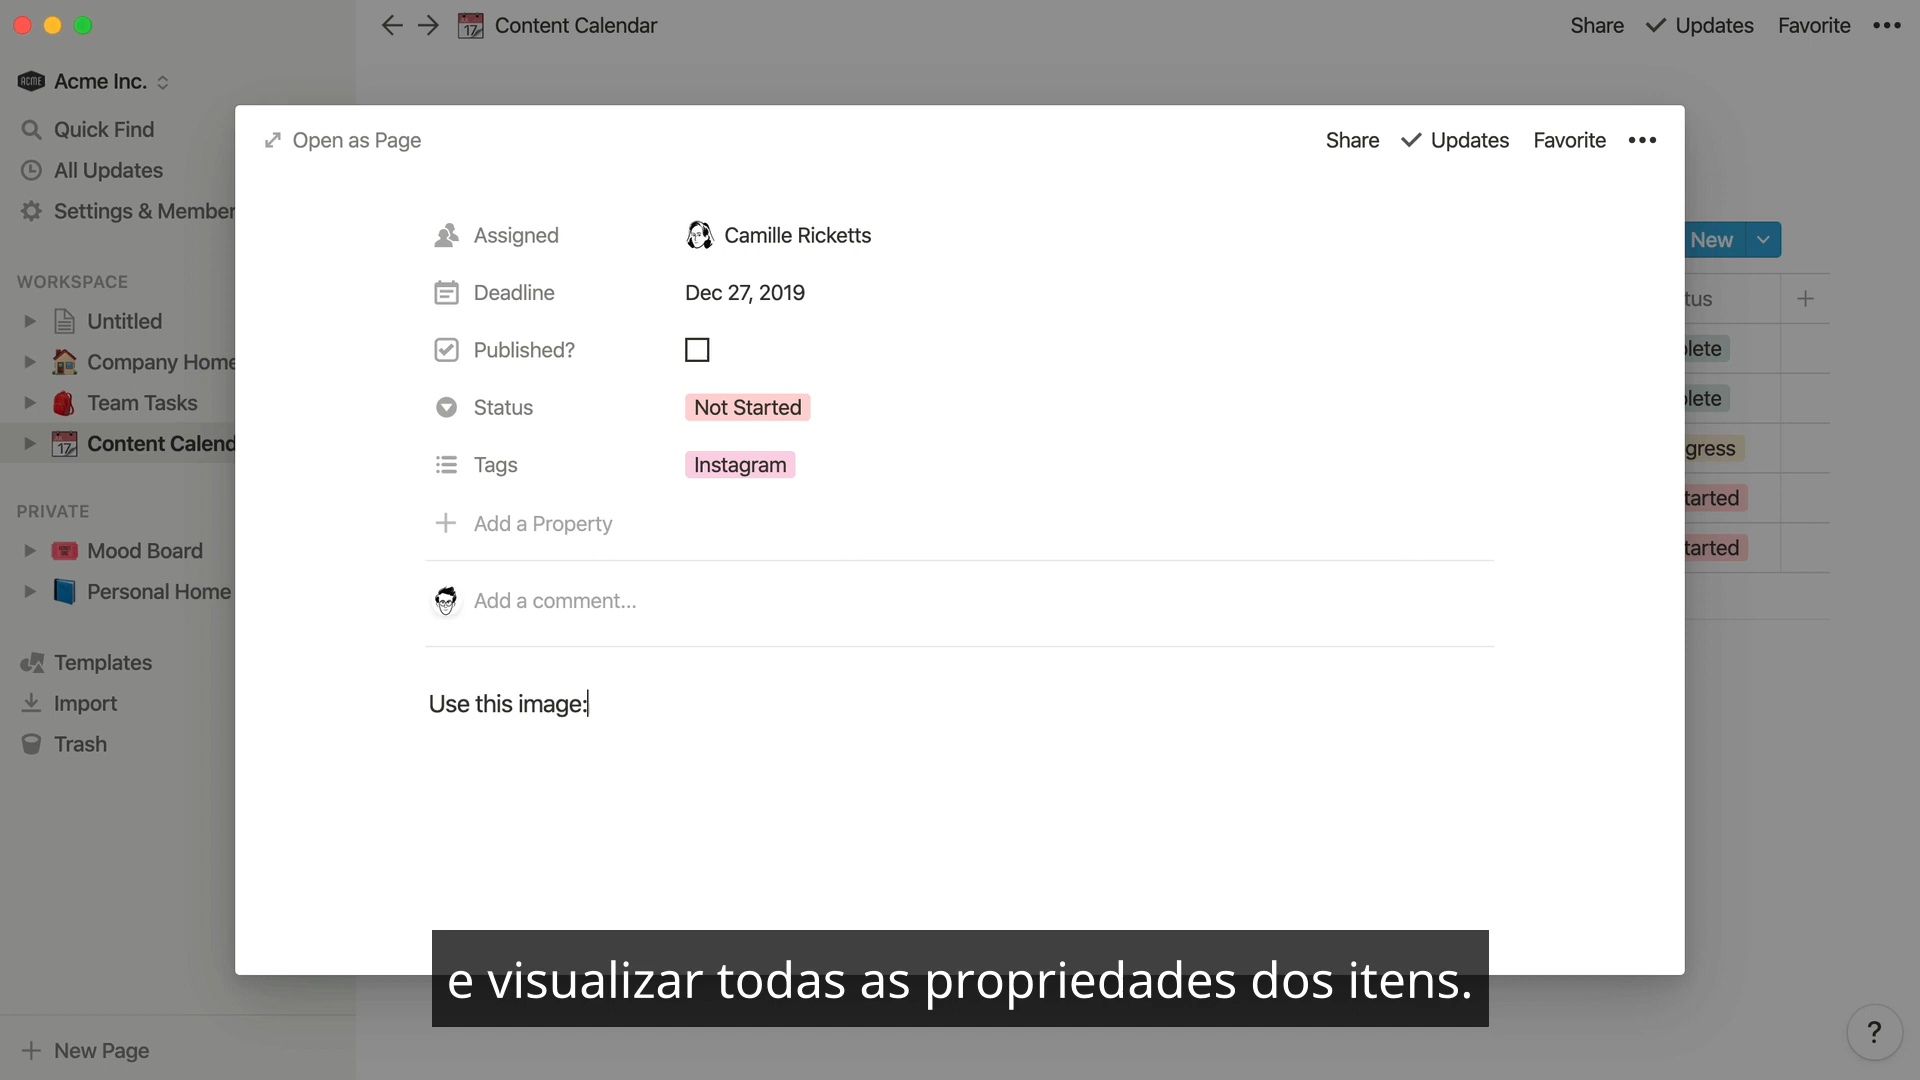 Content Calendar
Share
Updates
Favorite
ACME
Acme Inc.
Quick Find
All Updates
Settings & Member
WORKSPACE
Untitled
Company Home
Team Tasks
17
Content Calend
PRIVATE
Mood Board
Personal Home
Templates
Import
Trash
New Page
Open as Page
Share
Updates
Favorite
Assigned
Camille Ricketts
Deadline
Dec 27, 2019
Published?
Status
Not Started
Tags
Instagram
Add a Property
Add a comment...
Use this image:
New
tus
lete
lete
gress
tarted
tarted
e visualizar todas as propriedades dos itens.
?